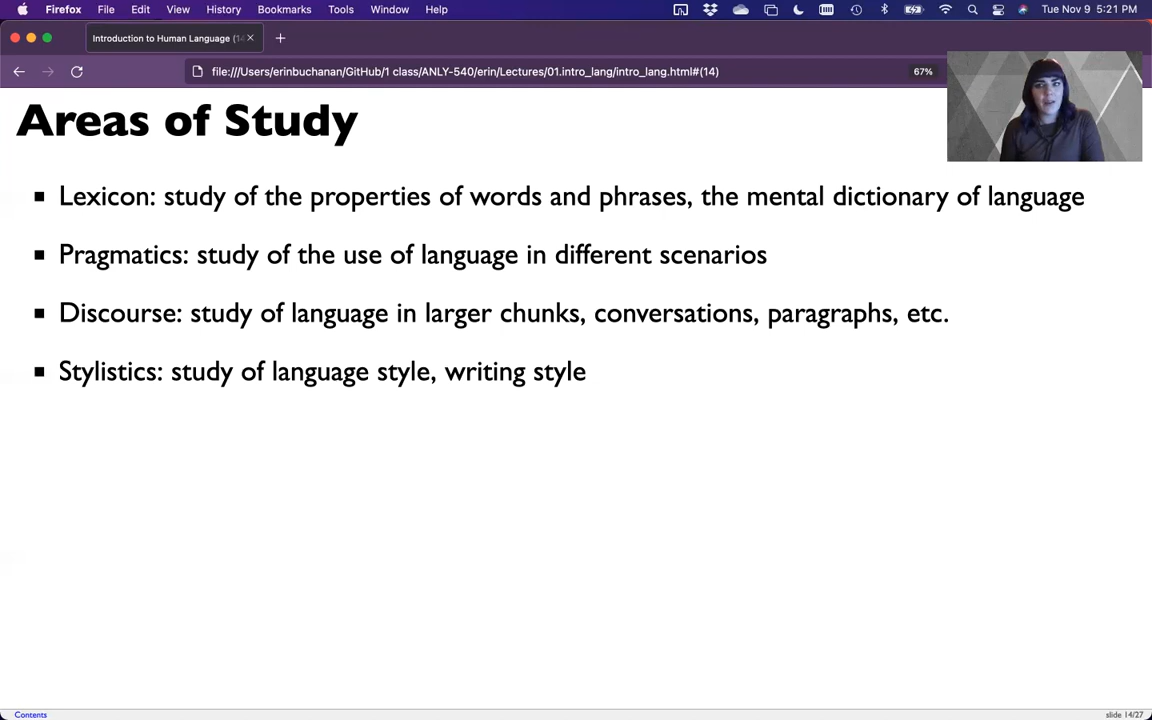 Firefox File Edit View History Bookmarks Tools Window Help Tue Nov 9 5:21 PM
Introduction to Human Language (1
file:///Users/erinbuchanan/GitHub/1 class/ANLY-540/erin/Lectures/01.intro_lang/intro_lang.html#(14) 67%
Areas of Study
Lexicon: study of the properties of words and phrases, the mental dictionary of language
Pragmatics: study of the use of language in different scenarios
Discourse: study of language in larger chunks, conversations, paragraphs, etc.
Stylistics: study of language style, writing style
Contents slide 14/27